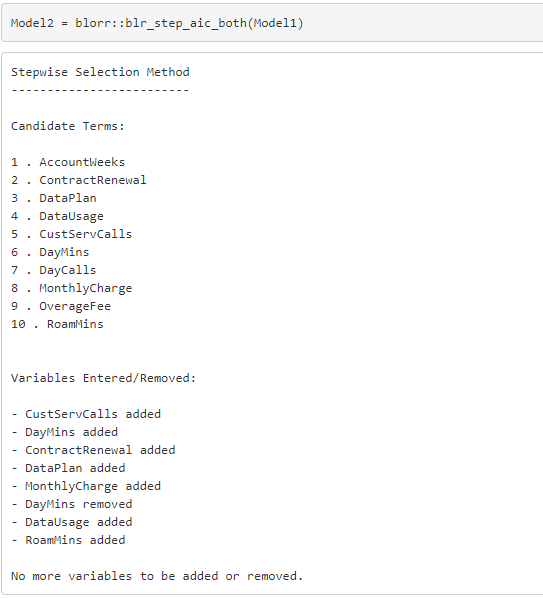 Model2 = blorr::blr_step_aic_both(Model1)
Stepwise Selection Method
-------------------------
Candidate Terms:
1 . AccountWeeks
2 . ContractRenewal
3 . DataPlan
4 . DataUsage
5 . CustServCalls
6 . DayMins
7 . DayCalls
8 . MonthlyCharge
9 . OverageFee
10 . RoamMins
Variables Entered/Removed:
- CustServCalls added
- DayMins added
- ContractRenewal added
- DataPlan added
- MonthlyCharge added
- DayMins removed
- DataUsage added
- RoamMins added
No more variables to be added or removed.